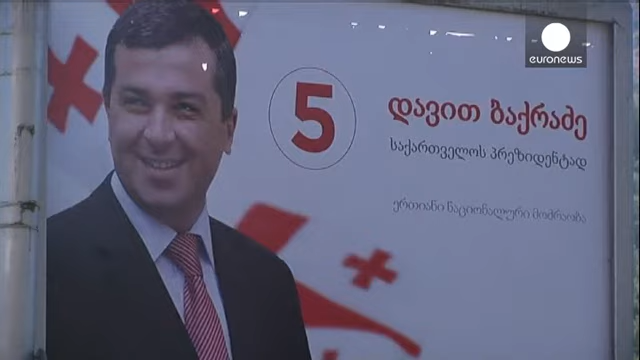 euronews
5
დავით ბაქრაძე
საქართველოს პრეზიდენტად
ერთიანი ნაციონალური მოძრაობა